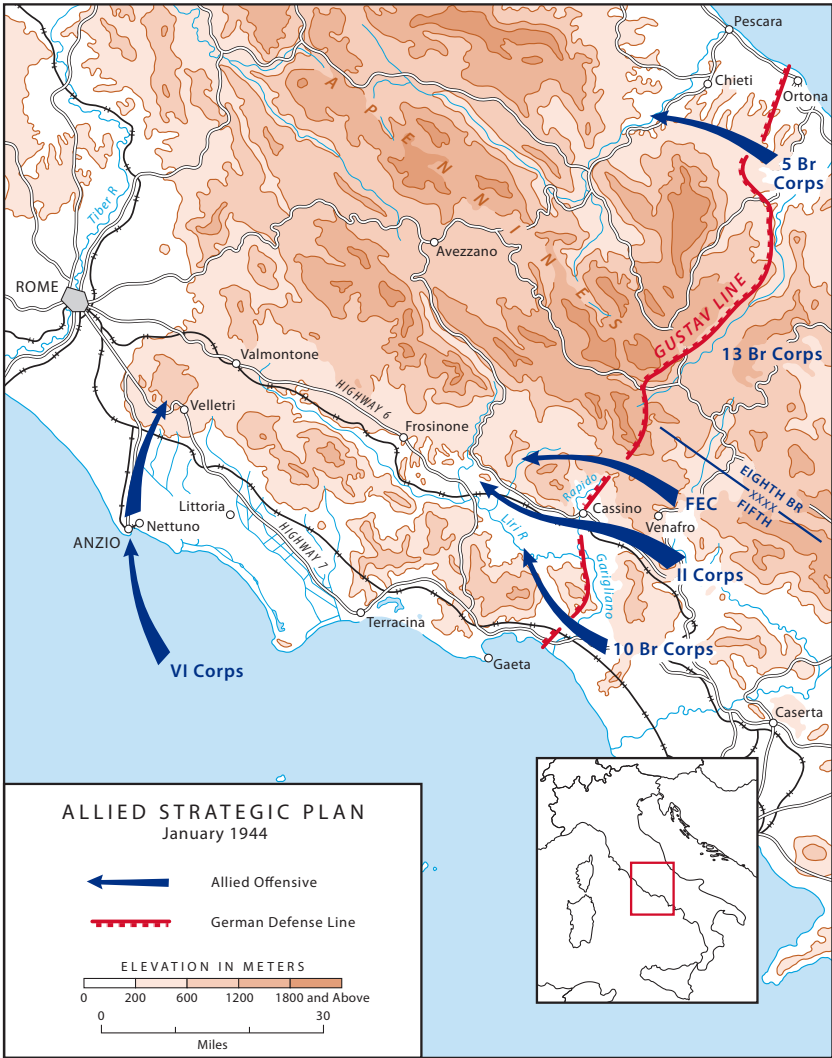 Pescara
Chieti
Ortona
5 Br
Corps
APENNINES
Tiber R
Avezzano
ROME
GUSTAV LINE
13 Br Corps
Valmontone
HIGHWAY 6
Velletri
Frosinone
EIGHTH BR
XXXX
FIFTH
Rapido
FEC
Cassino
Venafro
Littoria
Nettuno
ANZIO
Liri R
HIGHWAY 7
Garigliano
II Corps
Terracina
10 Br Corps
Gaeta
VI Corps
Caserta
ALLIED STRATEGIC PLAN
January 1944
Allied Offensive
German Defense Line
ELEVATION IN METERS
0 200 600 1200 1800 and Above
0 30
Miles